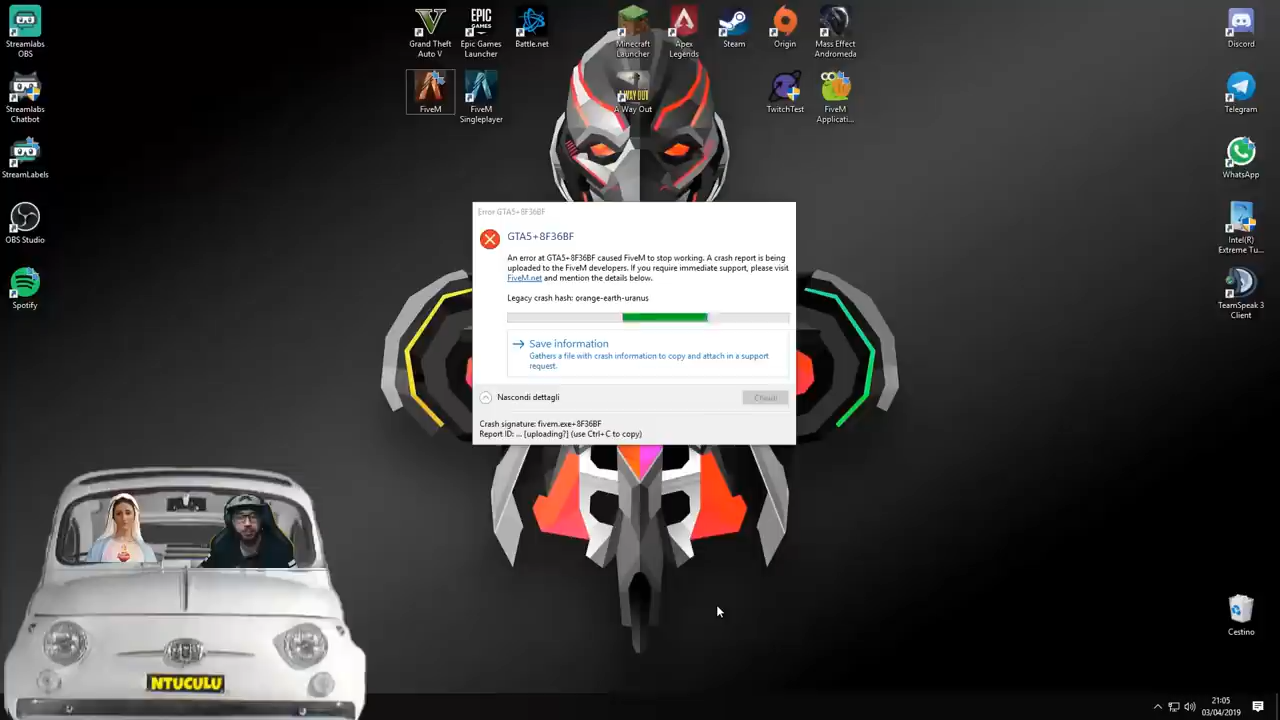 Streamlabs
OBS
Streamlabs
Chatbot
StreamLabels
OBS Studio
Spotify
Grand Theft
Auto V
EPIC
GAMES
Epic Games
Launcher
Battle.net
FiveM
FiveM
Singleplayer
Minecraft
Launcher
Apex
Legends
Steam
Origin
Mass Effect
Andromeda
WAY OUT
A Way Out
TwitchTest
FiveM
Applicati...
Discord
Telegram
WhatsApp
Intel(R)
Extreme Tu...
TeamSpeak 3
Client
Cestino
Error GTA5+8F36BF
GTA5+8F36BF
An error at GTA5+8F36BF caused FiveM to stop working. A crash report is being
uploaded to the FiveM developers. If you require immediate support, please visit
FiveM.net and mention the details below.
Legacy crash hash: orange-earth-uranus
Save information
Gathers a file with crash information to copy and attach in a support
request.
Nascondi dettagli
Chiudi
Crash signature: fivem.exe+8F36BF
Report ID: ... [uploading?] (use Ctrl+C to copy)
NTUCULU
21:05
03/04/2019